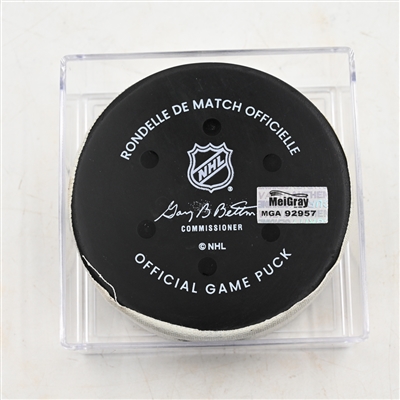 RONDELLE DE MATCH OFFICIELLE
NHL
MeiGray
MGA 92957
Gary B Bettman
COMMISSIONER
© NHL
OFFICIAL GAME PUCK